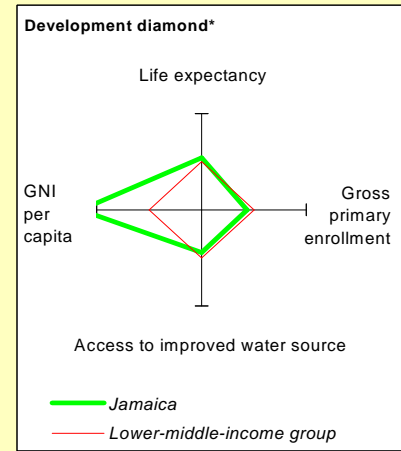 Development diamond*
Life expectancy
GNI
per
capita
Gross
primary
enrollment
Access to improved water source
Jamaica
Lower-middle-income group